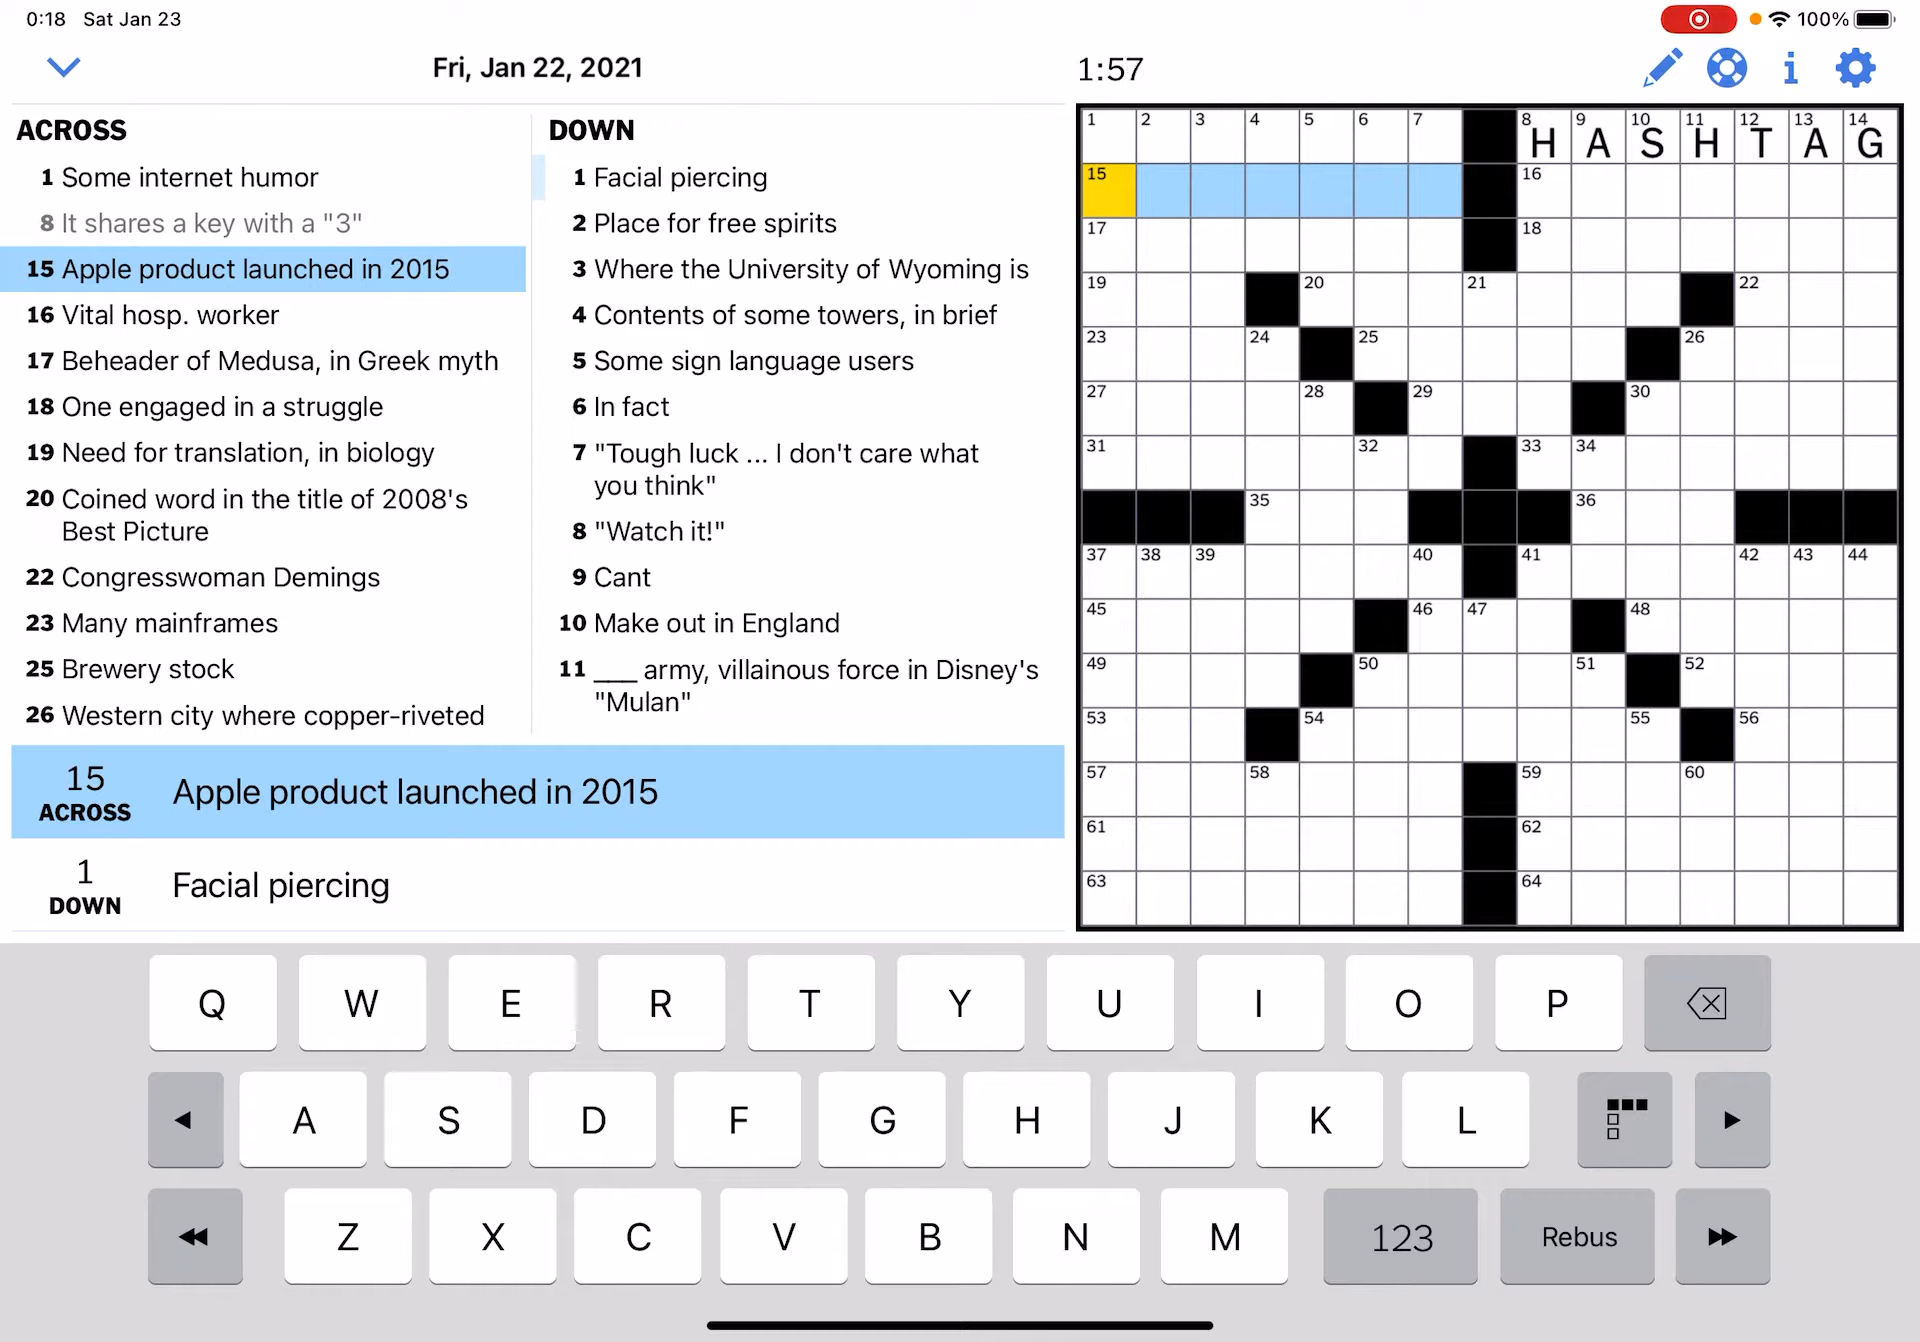 0:18 Sat Jan 23
100%
Fri, Jan 22, 2021
1:57
ACROSS
1 Some internet humor
8 It shares a key with a "3"
15 Apple product launched in 2015
16 Vital hosp. worker
17 Beheader of Medusa, in Greek myth
18 One engaged in a struggle
19 Need for translation, in biology
20 Coined word in the title of 2008's
Best Picture
22 Congresswoman Demings
23 Many mainframes
25 Brewery stock
26 Western city where copper-riveted
DOWN
1 Facial piercing
2 Place for free spirits
3 Where the University of Wyoming is
4 Contents of some towers, in brief
5 Some sign language users
6 In fact
7 "Tough luck ... I don't care what
you think"
8 "Watch it!"
9 Cant
10 Make out in England
11 ___ army, villainous force in Disney's
"Mulan"
15
ACROSS
Apple product launched in 2015
1
DOWN
Facial piercing
1 2 3 4 5 6 7 8 9 10 11 12 13 14
H A S H T A G
15 16
17 18
19 20 21 22
23 24 25 26
27 28 29 30
31 32 33 34
35 36
37 38 39 40 41 42 43 44
45 46 47 48
49 50 51 52
53 54 55 56
57 58 59 60
61 62
63 64
Q W E R T Y U I O P
A S D F G H J K L
Z X C V B N M 123 Rebus